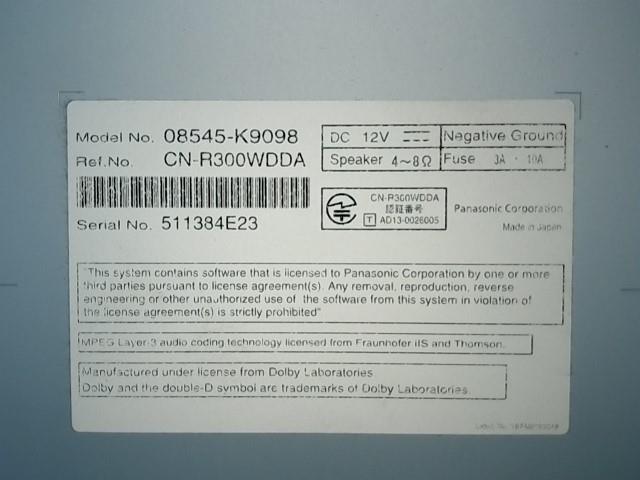 Model No. 08545-K9098
Ref.No. CN-R300WDDA
Serial No. 511384E23
DC 12V
Negative Ground
Speaker 4~8Ω
Fuse 3A · 10A
CN-R300WDDA
認証番号
T AD13-0026005
Panasonic Corporation
Made in Japan
"This system contains software that is licensed to Panasonic Corporation by one or more
third parties pursuant to license agreement(s). Any removal, reproduction, reverse
engineering or other unauthorized use of the software from this system in violation of
the license agreement(s) is strictly prohibited"
MPEG Layer-3 audio coding technology licensed from Fraunhofer IIS and Thomson.
Manufactured under license from Dolby Laboratories.
Dolby and the double-D symbol are trademarks of Dolby Laboratories.